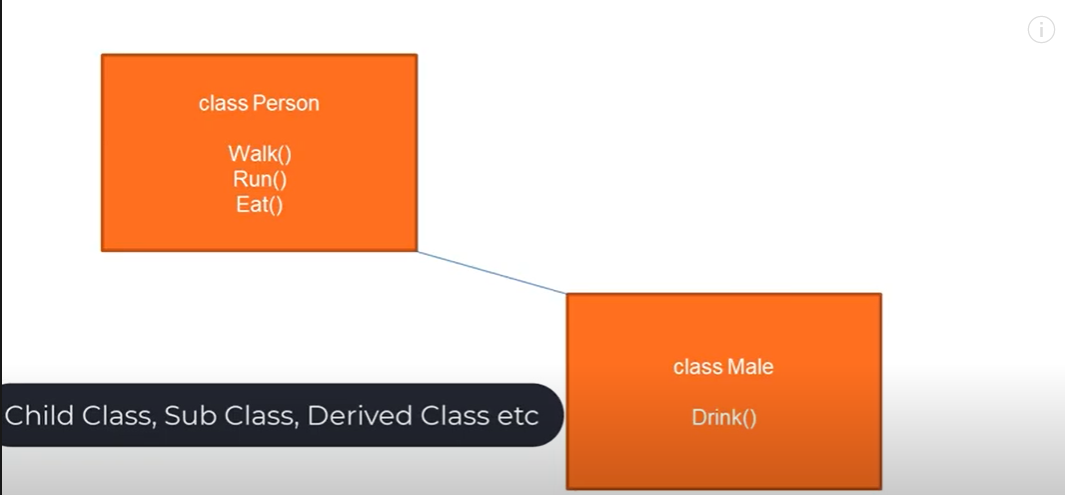 class Person
Walk()
Run()
Eat()
class Male
Drink()
Child Class, Sub Class, Derived Class etc